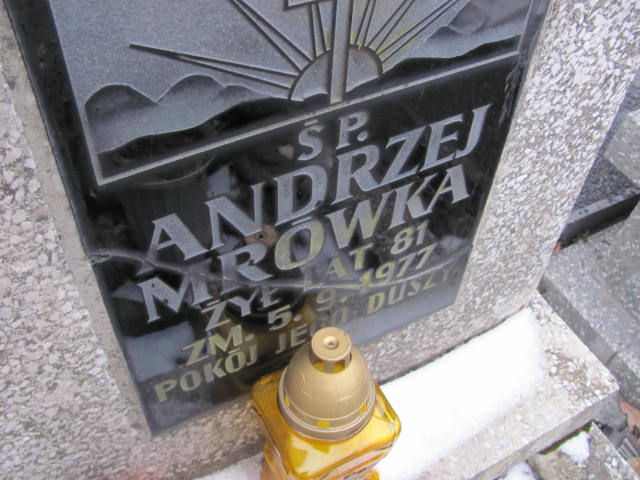 Ś P.
ANDRZEJ
MRÓWKA
ŻYŁ LAT 81
ZM. 5. 9. 1977
POKÓJ JEGO DUSZY